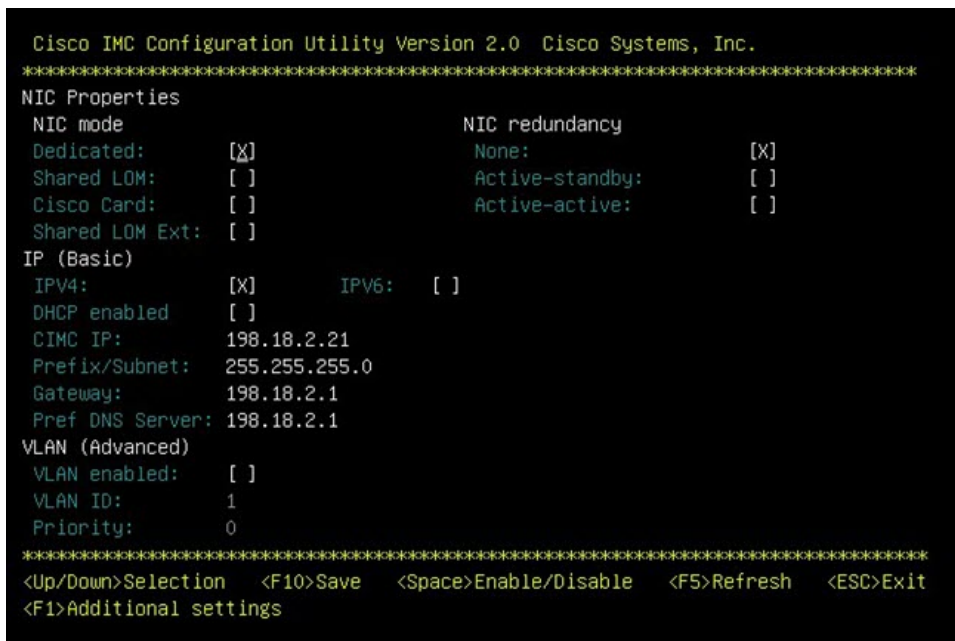 Cisco IMC Configuration Utility Version 2.0 Cisco Systems, Inc.
******************************************************************************
NIC Properties
NIC mode NIC redundancy
Dedicated: [X] None: [X]
Shared LOM: [ ] Active-standby: [ ]
Cisco Card: [ ] Active-active: [ ]
Shared LOM Ext: [ ]
IP (Basic)
IPV4: [X] IPV6: [ ]
DHCP enabled [ ]
CIMC IP: 198.18.2.21
Prefix/Subnet: 255.255.255.0
Gateway: 198.18.2.1
Pref DNS Server: 198.18.2.1
VLAN (Advanced)
VLAN enabled: [ ]
VLAN ID: 1
Priority: 0
*******************************************************************************
<Up/Down>Selection <F10>Save <Space>Enable/Disable <F5>Refresh <ESC>Exit
<F1>Additional settings